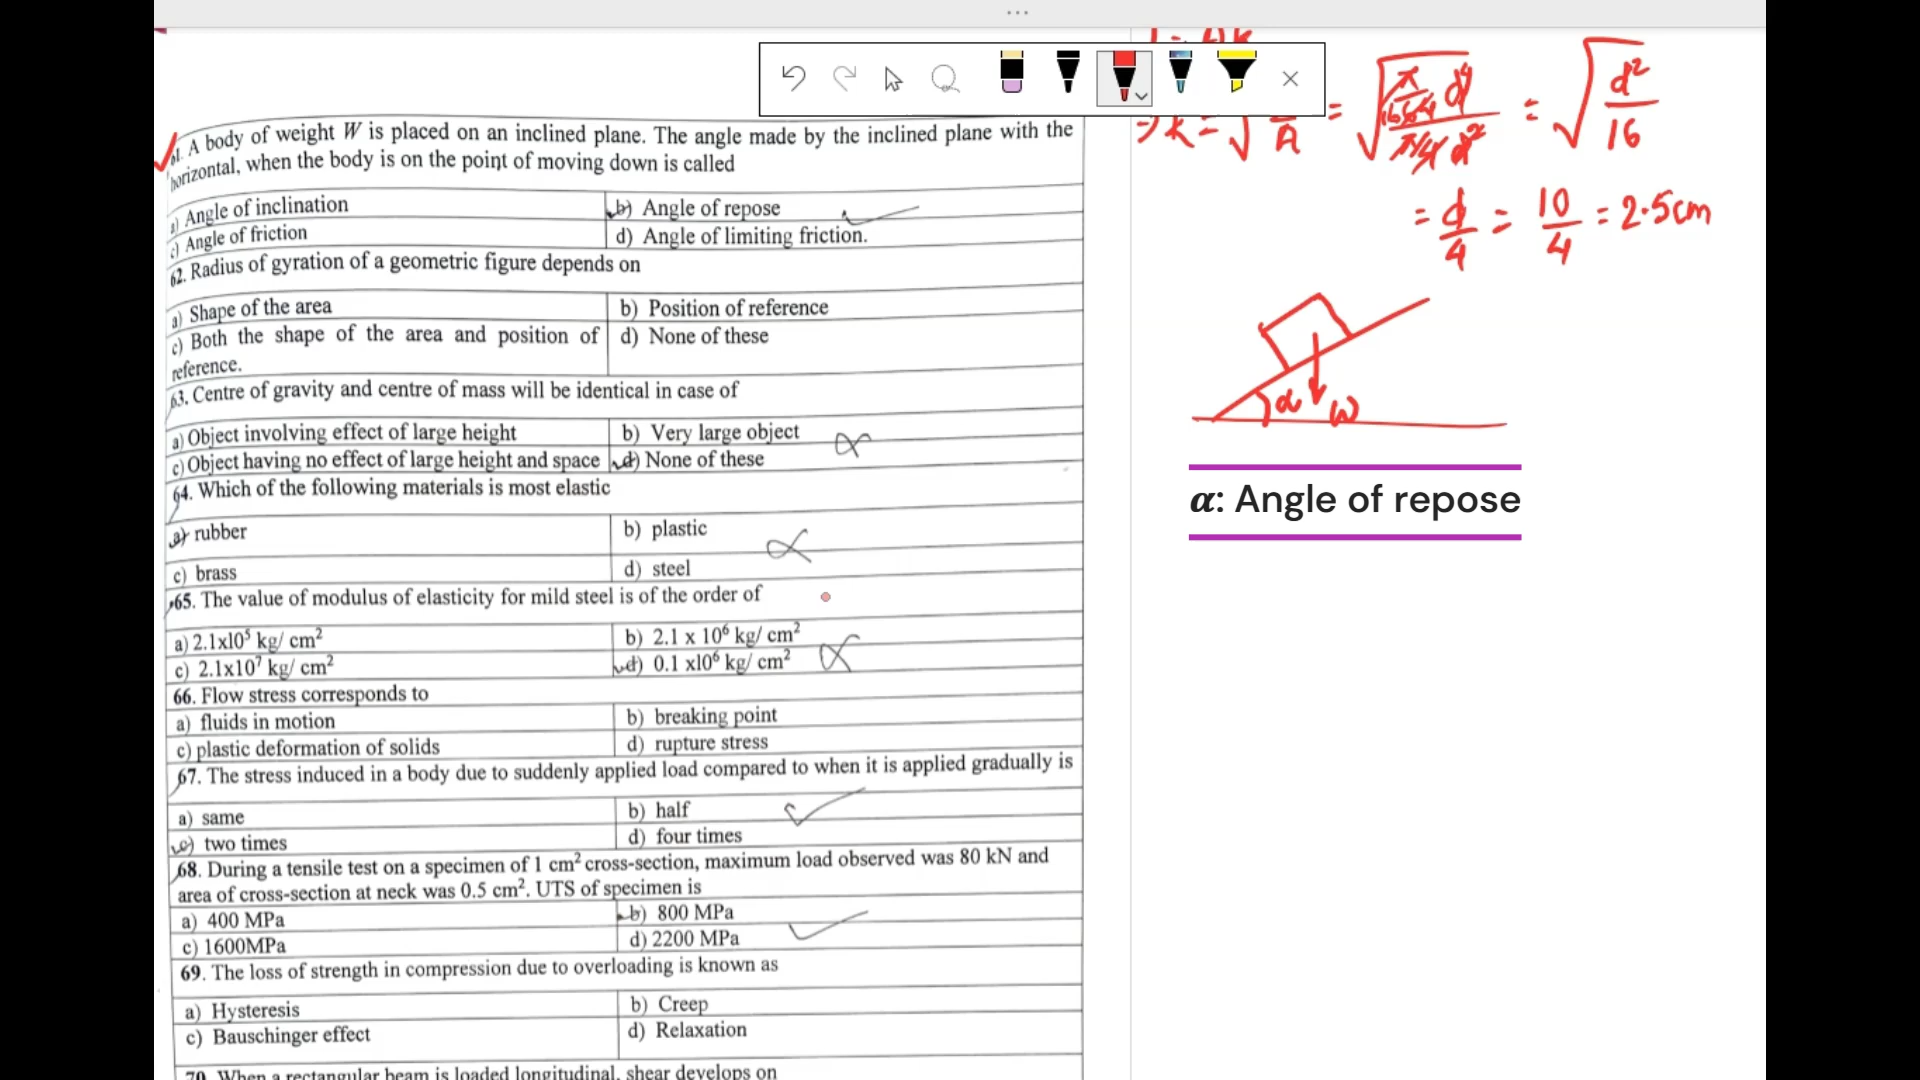 61. A body of weight W is placed on an inclined plane. The angle made by the inclined plane with the
horizontal, when the body is on the point of moving down is called
a) Angle of inclination
b) Angle of repose
c) Angle of friction
d) Angle of limiting friction.
62. Radius of gyration of a geometric figure depends on
a) Shape of the area
b) Position of reference
c) Both the shape of the area and position of
reference.
d) None of these
63. Centre of gravity and centre of mass will be identical in case of
a) Object involving effect of large height
b) Very large object
c) Object having no effect of large height and space
d) None of these
64. Which of the following materials is most elastic
a) rubber
b) plastic
c) brass
d) steel
65. The value of modulus of elasticity for mild steel is of the order of
a) 2.1x10⁵ kg/ cm²
b) 2.1 x 10⁶ kg/ cm²
c) 2.1x10⁷ kg/ cm²
d) 0.1 x10⁶ kg/ cm²
66. Flow stress corresponds to
a) fluids in motion
b) breaking point
c) plastic deformation of solids
d) rupture stress
67. The stress induced in a body due to suddenly applied load compared to when it is applied gradually is
a) same
b) half
c) two times
d) four times
68. During a tensile test on a specimen of 1 cm² cross-section, maximum load observed was 80 kN and
area of cross-section at neck was 0.5 cm². UTS of specimen is
a) 400 MPa
b) 800 MPa
c) 1600MPa
d) 2200 MPa
69. The loss of strength in compression due to overloading is known as
a) Hysteresis
b) Creep
c) Bauschinger effect
d) Relaxation
70. When a rectangular beam is loaded longitudinal, shear develops on
= √(d²/16)
= d/4 = 10/4 = 2.5cm
α
W
α: Angle of repose